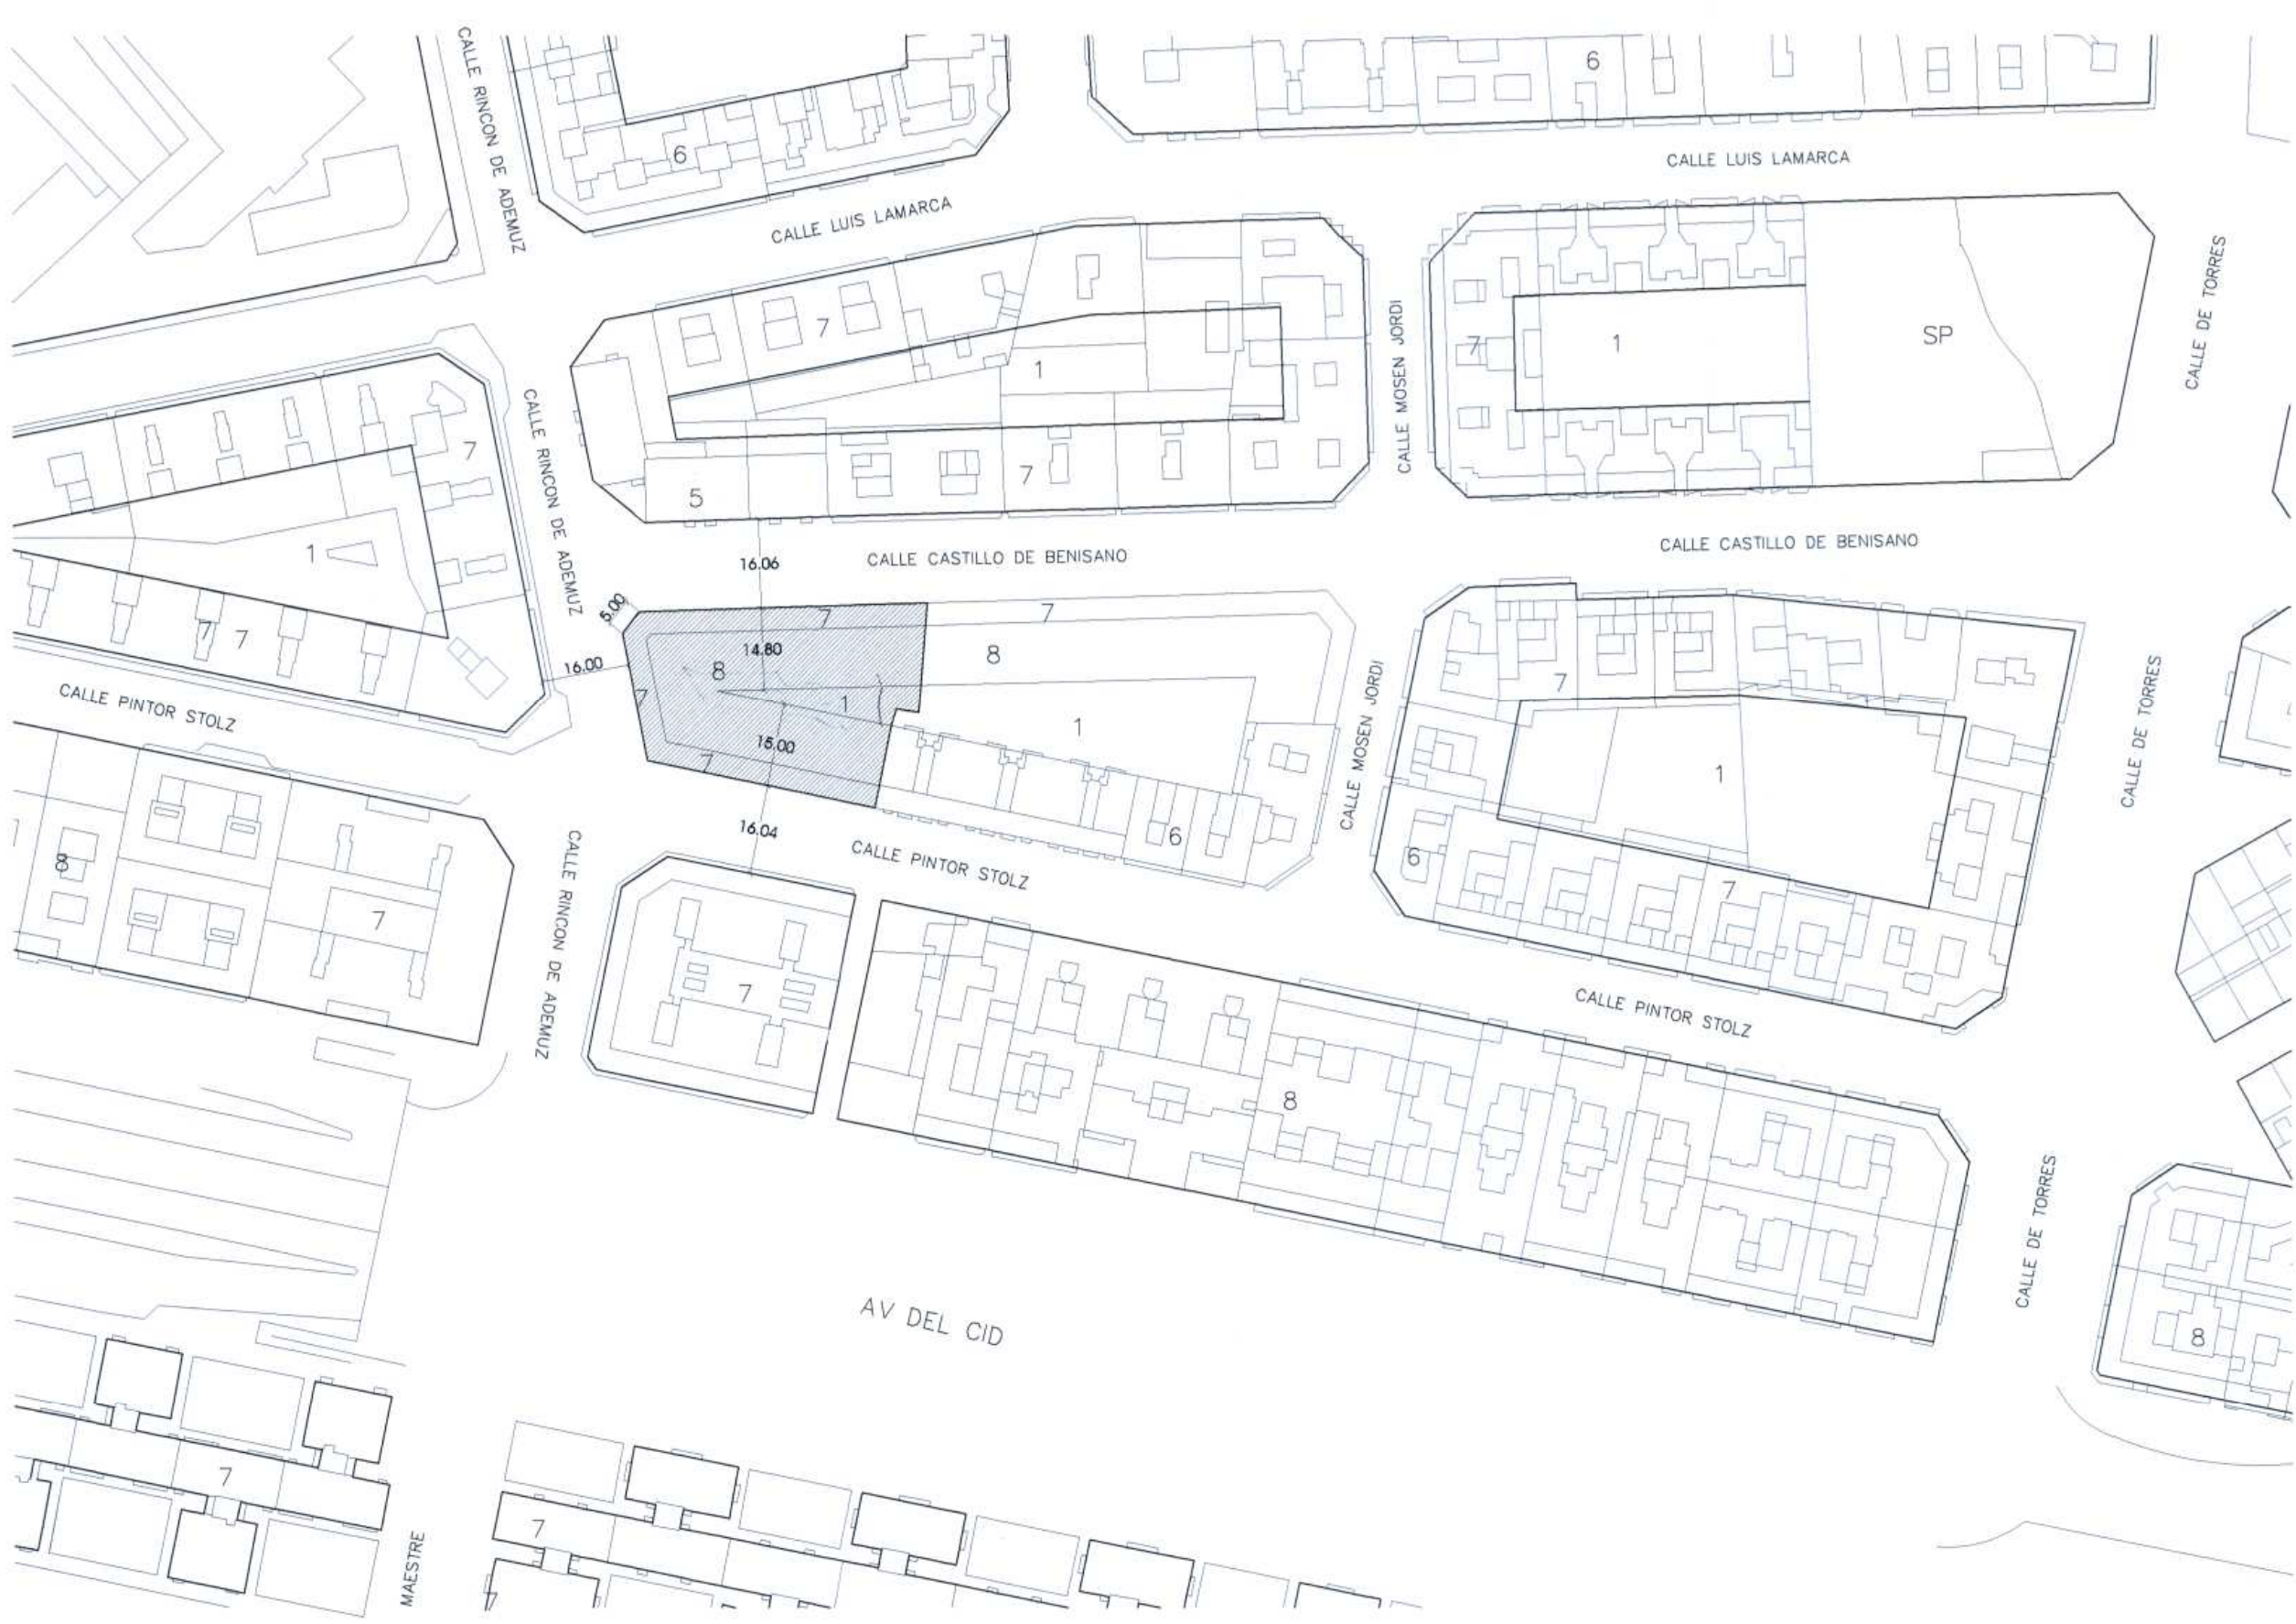 CALLE RINCON DE ADEMUZ
6
6
CALLE LUIS LAMARCA
CALLE LUIS LAMARCA
CALLE DE TORRES
7
1
CALLE MOSEN JORDI
7
1
SP
7
CALLE RINCON DE ADEMUZ
5
7
1
16.06
CALLE CASTILLO DE BENISANO
CALLE CASTILLO DE BENISANO
5.00
7
7
7
7
16.00
8
14.80
8
7
1
1
7
CALLE PINTOR STOLZ
15.00
7
CALLE MOSEN JORDI
1
CALLE DE TORRES
16.04
6
CALLE PINTOR STOLZ
8
6
7
7
CALLE RINCON DE ADEMUZ
7
CALLE PINTOR STOLZ
8
CALLE DE TORRES
AV DEL CID
8
7
7
MAESTRE
7